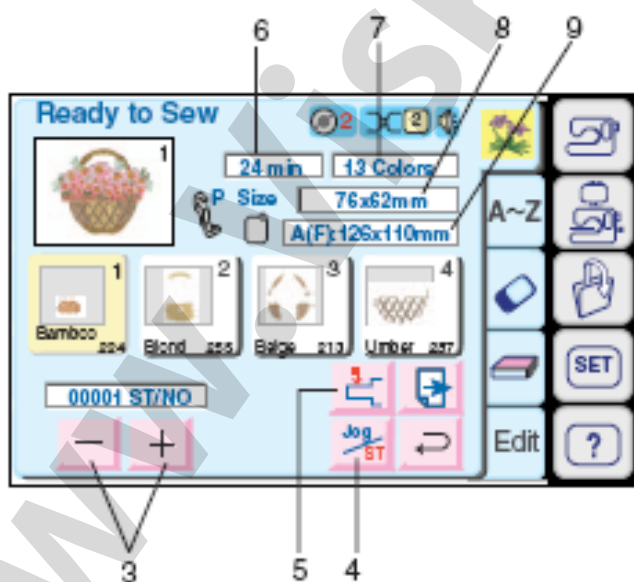 6 7 8 9
Ready to Sew
2 2
1
24 min 13 Colors
P Size 76x62mm
A(F):126x110mm
A~Z
1 2 3 4
Bamboo 224 Blond 255 Beige 213 Umber 257
SET
00001 ST/NO
Jog ST
Edit
?
− +
3 5 4